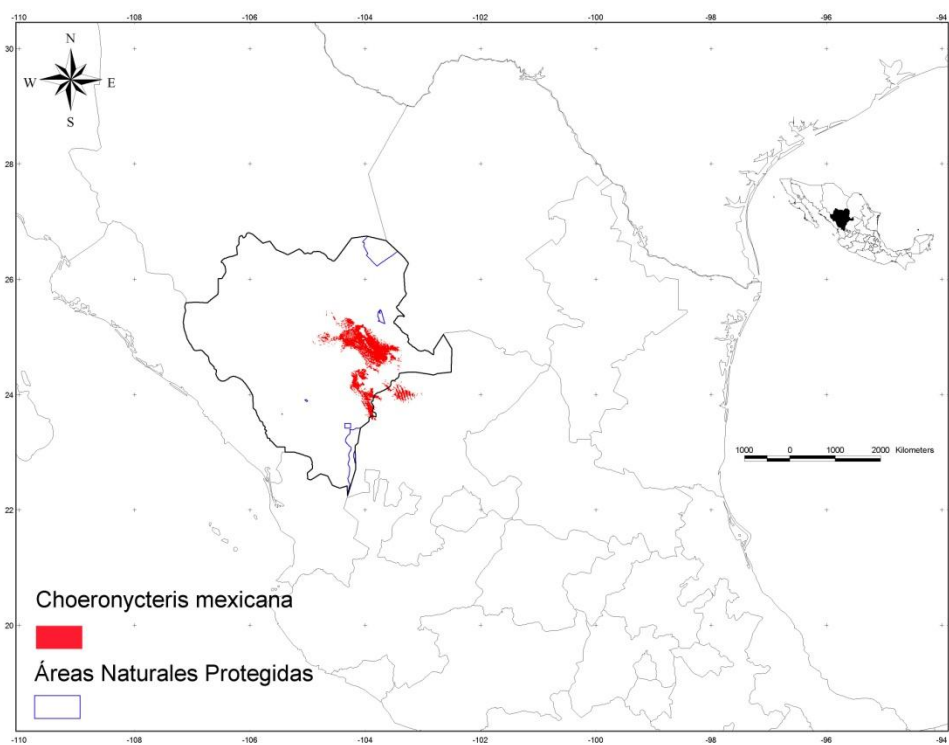 -110 -108 -106 -104 -102 -100 -98 -96 -94
30
N
W E
S
28
26
24
1000 0 1000 2000 Kilometers
22
Choeronycteris mexicana
20
Áreas Naturales Protegidas
-110 -108 -106 -104 -102 -100 -98 -96 -94